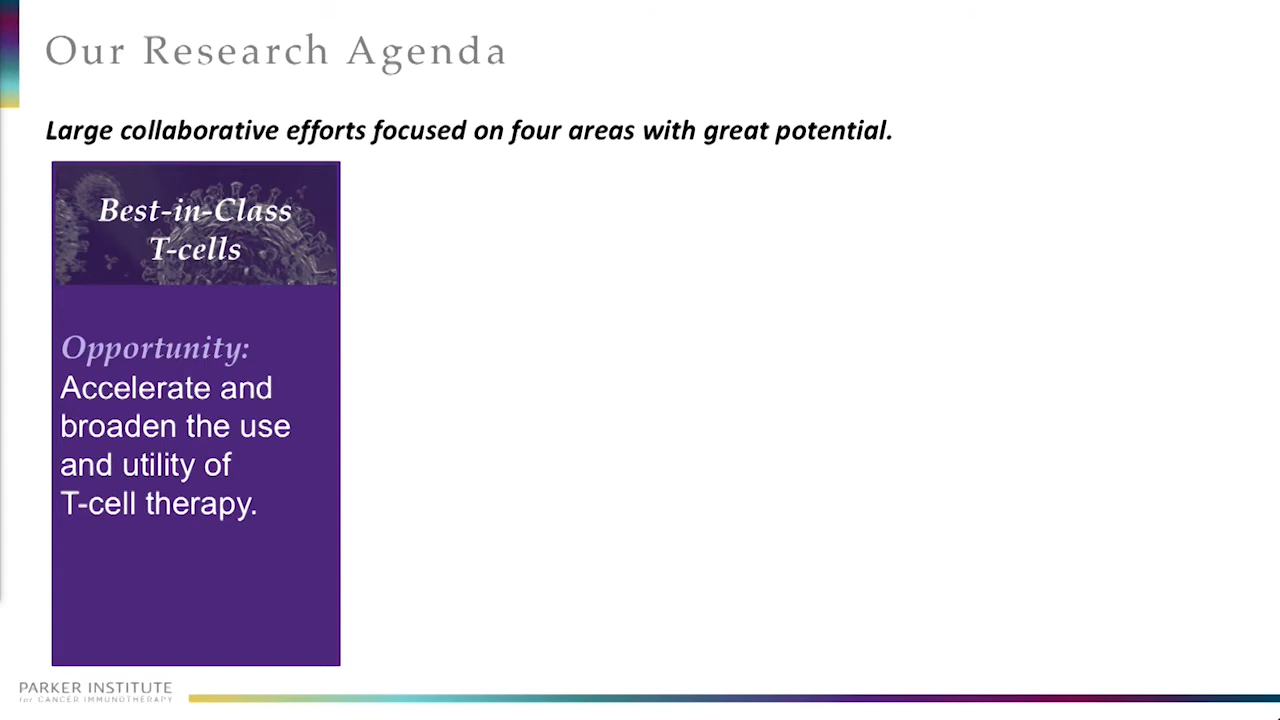 Our Research Agenda
Large collaborative efforts focused on four areas with great potential.
Best-in-Class
T-cells
Opportunity:
Accelerate and
broaden the use
and utility of
T-cell therapy.
PARKER INSTITUTE
for CANCER IMMUNOTHERAPY